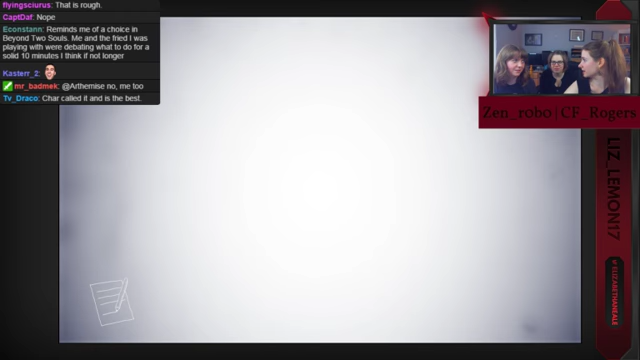 flyingsciurus: That is rough.
CaptDaf: Nope
Econstann: Reminds me of a choice in
Beyond Two Souls. Me and the fried I was
playing with were debating what to do for a
solid 10 minutes I think if not longer
Kasterr_2:
mr_badmek: @Arthemise no, me too
Tv_Draco: Char called it and is the best.
Zen_robo|CF_Rogers
LIZ_LEMON17
#ELIZABETHANEALE